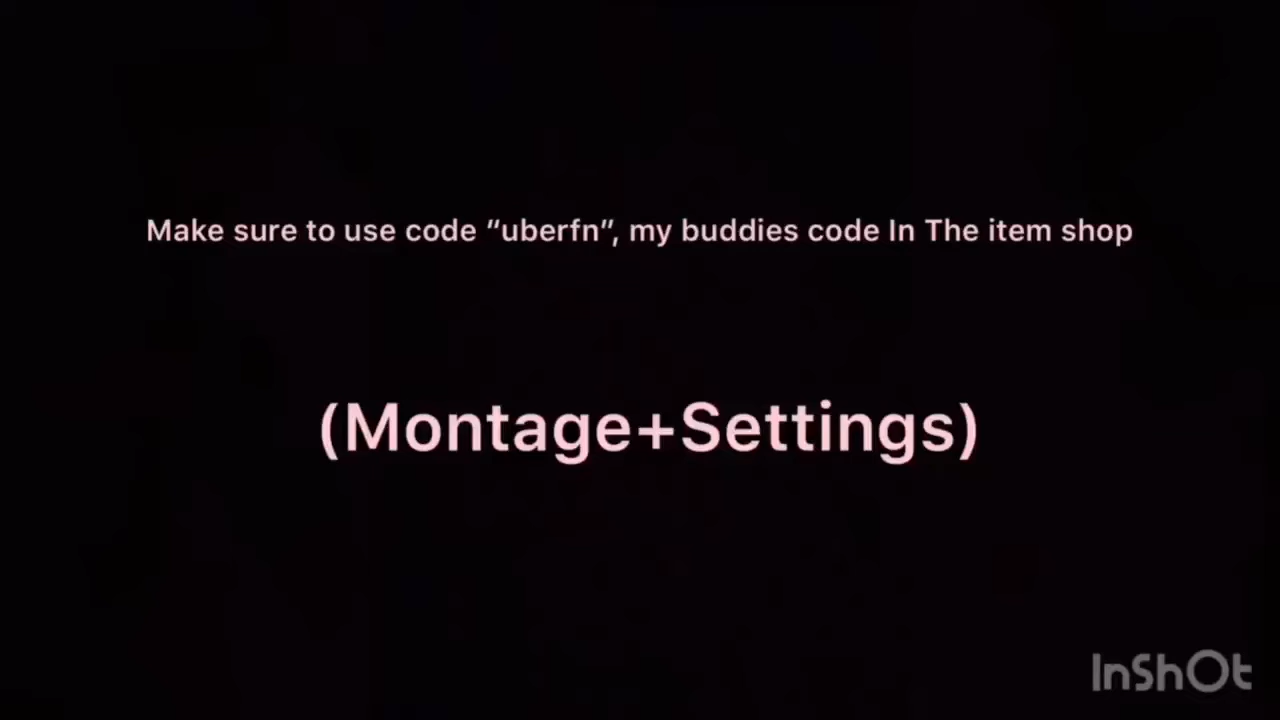 Make sure to use code “uberfn”, my buddies code In The item shop
(Montage+Settings)
InShOt